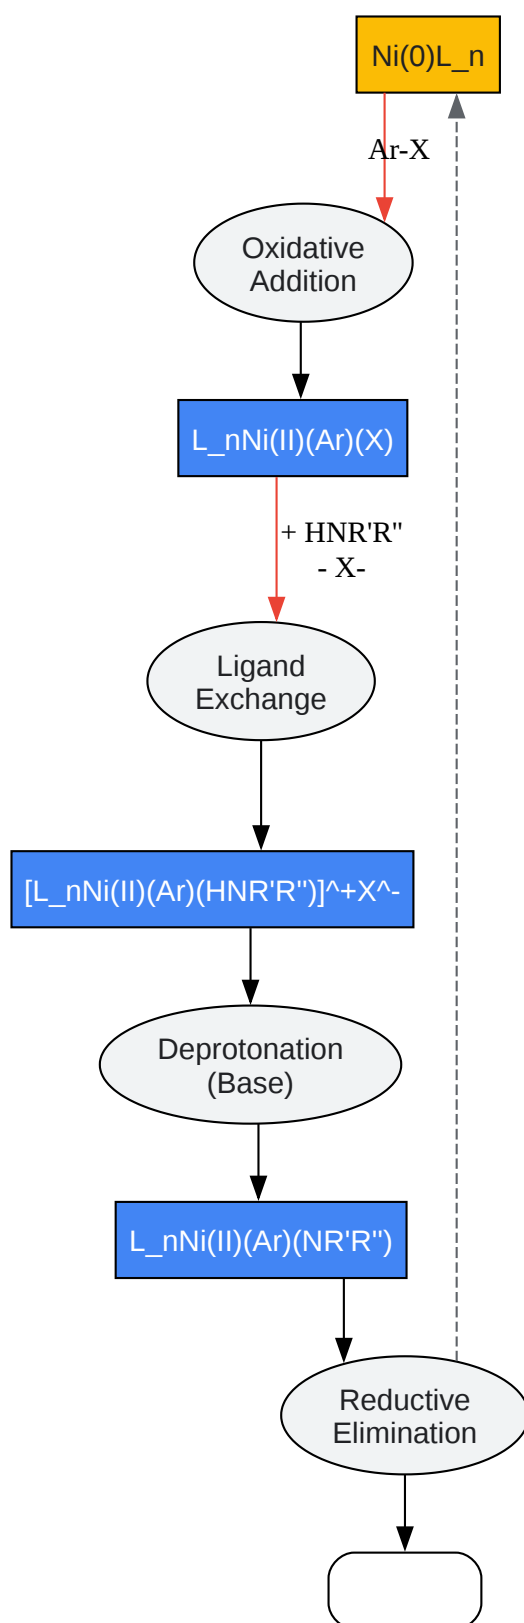 Ni(0)L_n
Ar-X
Oxidative
Addition
L_nNi(II)(Ar)(X)
+ HNR'R"
- X-
Ligand
Exchange
[L_nNi(II)(Ar)(HNR'R")]^+X^-
Deprotonation
(Base)
L_nNi(II)(Ar)(NR'R")
Reductive
Elimination